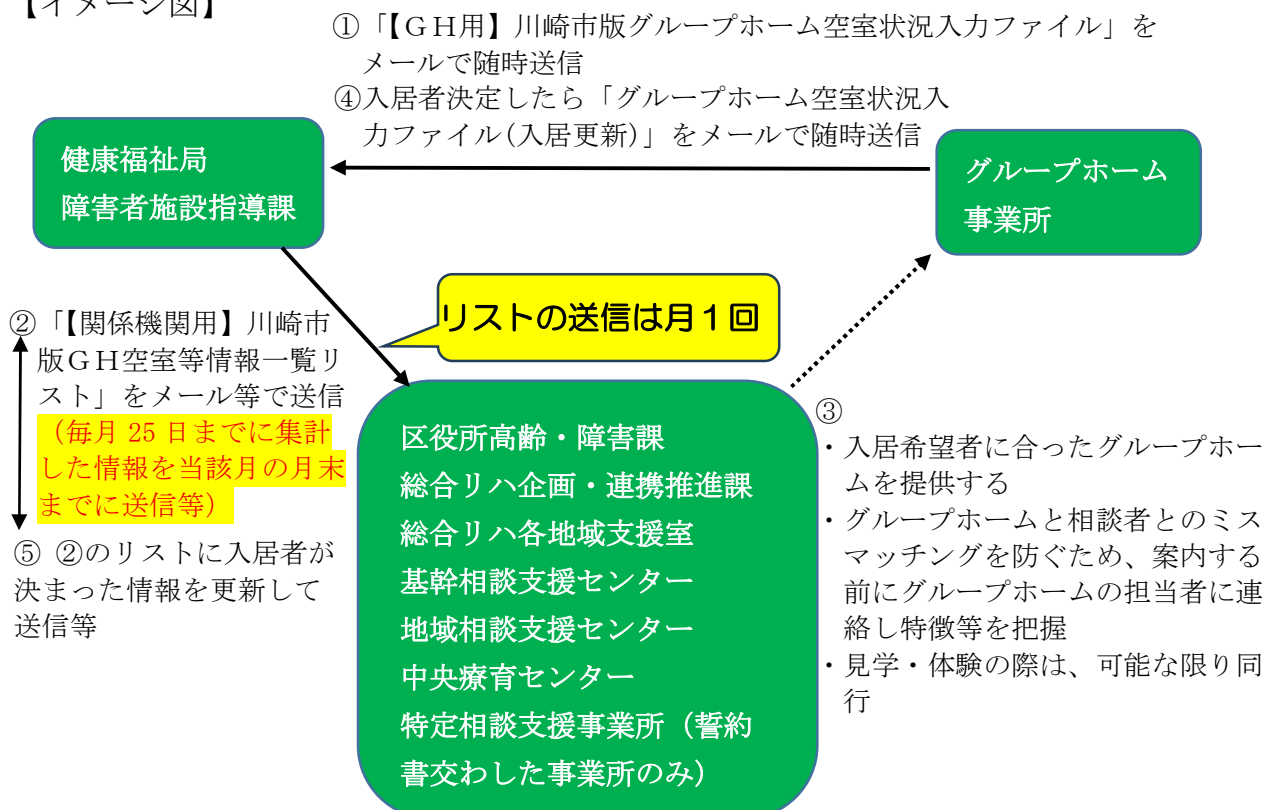 【イメージ図】
①「【ＧＨ用】川崎市版グループホーム空室状況入力ファイル」を
メールで随時送信
④入居者決定したら「グループホーム空室状況入
力ファイル(入居更新)」をメールで随時送信
健康福祉局
障害者施設指導課
グループホーム
事業所
リストの送信は月１回
②「【関係機関用】川崎市
版ＧＨ空室等情報一覧リ
スト」をメール等で送信
（毎月 25 日までに集計
した情報を当該月の月末
までに送信等）
⑤ ②のリストに入居者が
決まった情報を更新して
送信等
区役所高齢・障害課
総合リハ企画・連携推進課
総合リハ各地域支援室
基幹相談支援センター
地域相談支援センター
中央療育センター
特定相談支援事業所（誓約
書交わした事業所のみ）
③
・入居希望者に合ったグループホー
ムを提供する
・グループホームと相談者とのミス
マッチングを防ぐため、案内する
前にグループホームの担当者に連
絡し特徴等を把握
・見学・体験の際は、可能な限り同
行